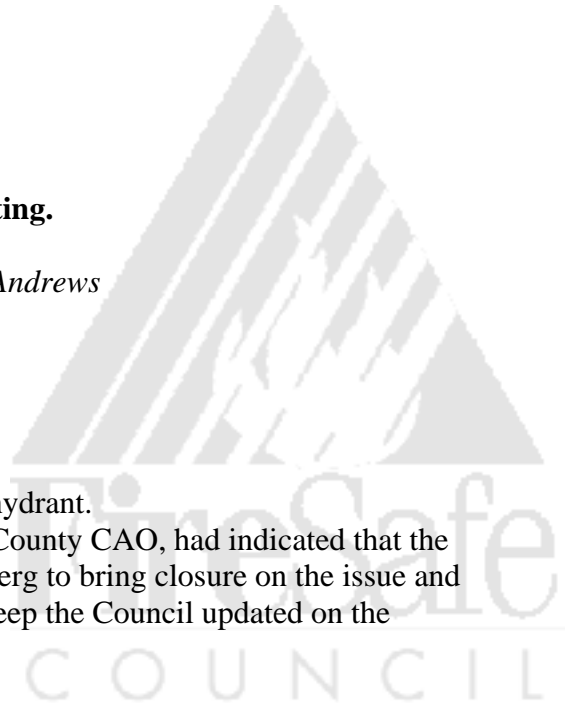 ting.
Andrews
hydrant.
County CAO, had indicated that the
erg to bring closure on the issue and
eep the Council updated on the
FireSafe
COUNCIL